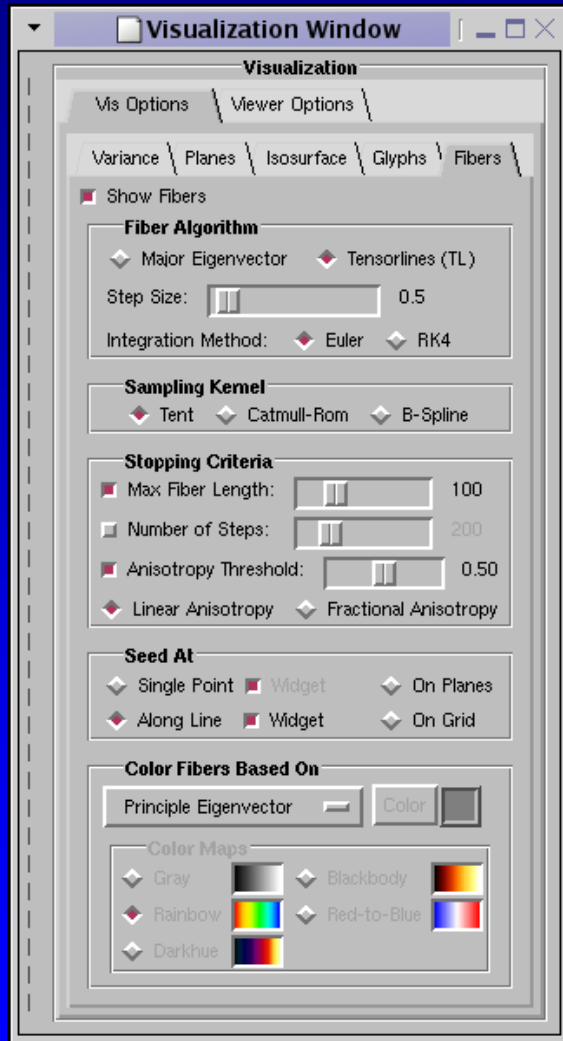 Visualization Window
Visualization
Vis Options Viewer Options
Variance Planes Isosurface Glyphs Fibers
Show Fibers
Fiber Algorithm
Major Eigenvector Tensorlines (TL)
Step Size: 0.5
Integration Method: Euler RK4
Sampling Kernel
Tent Catmull-Rom B-Spline
Stopping Criteria
Max Fiber Length: 100
Number of Steps: 200
Anisotropy Threshold: 0.50
Linear Anisotropy Fractional Anisotropy
Seed At
Single Point Widget On Planes
Along Line Widget On Grid
Color Fibers Based On
Principle Eigenvector Color
Color Maps
Gray Blackbody
Rainbow Red-to-Blue
Darkhue